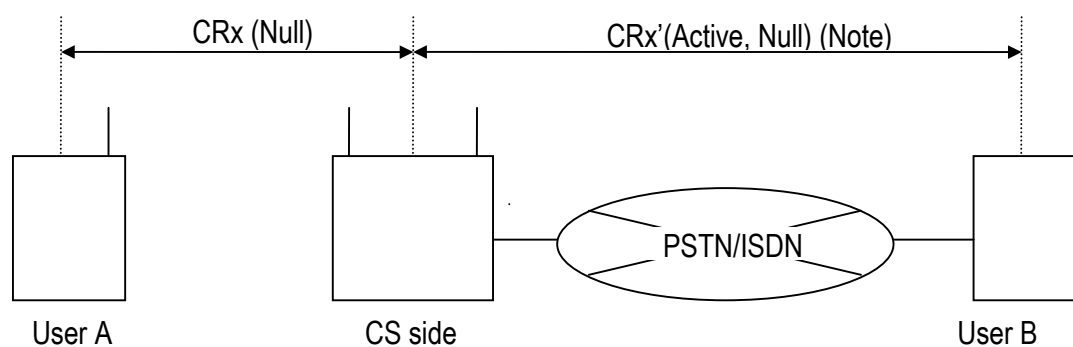 CRx (Null)
CRx’(Active, Null) (Note)
PSTN/ISDN
User A
CS side
User B